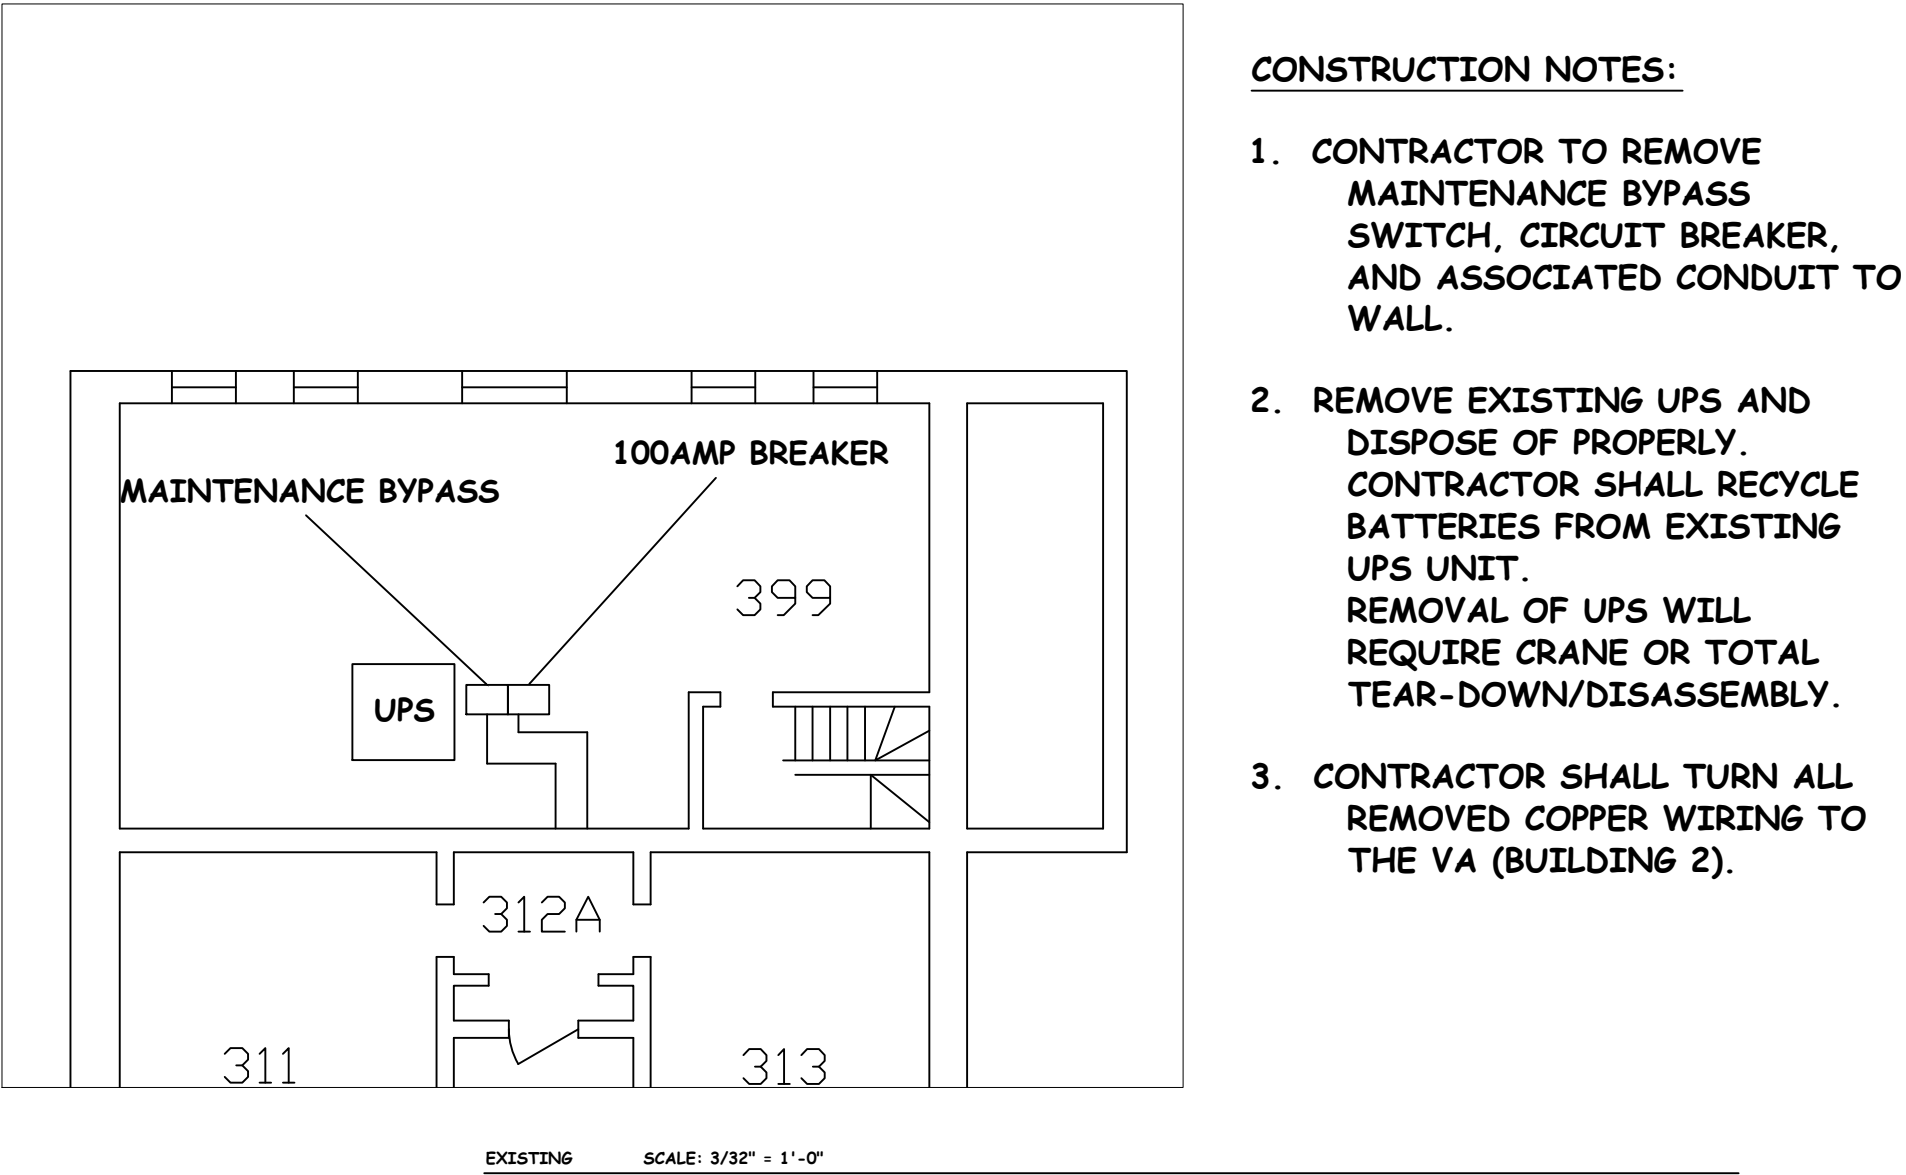 CONSTRUCTION NOTES:
1. CONTRACTOR TO REMOVE
MAINTENANCE BYPASS
SWITCH, CIRCUIT BREAKER,
AND ASSOCIATED CONDUIT TO
WALL.
2. REMOVE EXISTING UPS AND
DISPOSE OF PROPERLY.
CONTRACTOR SHALL RECYCLE
BATTERIES FROM EXISTING
UPS UNIT.
REMOVAL OF UPS WILL
REQUIRE CRANE OR TOTAL
TEAR-DOWN/DISASSEMBLY.
3. CONTRACTOR SHALL TURN ALL
REMOVED COPPER WIRING TO
THE VA (BUILDING 2).
100AMP BREAKER
MAINTENANCE BYPASS
399
UPS
312A
311
313
EXISTING SCALE: 3/32" = 1'-0"